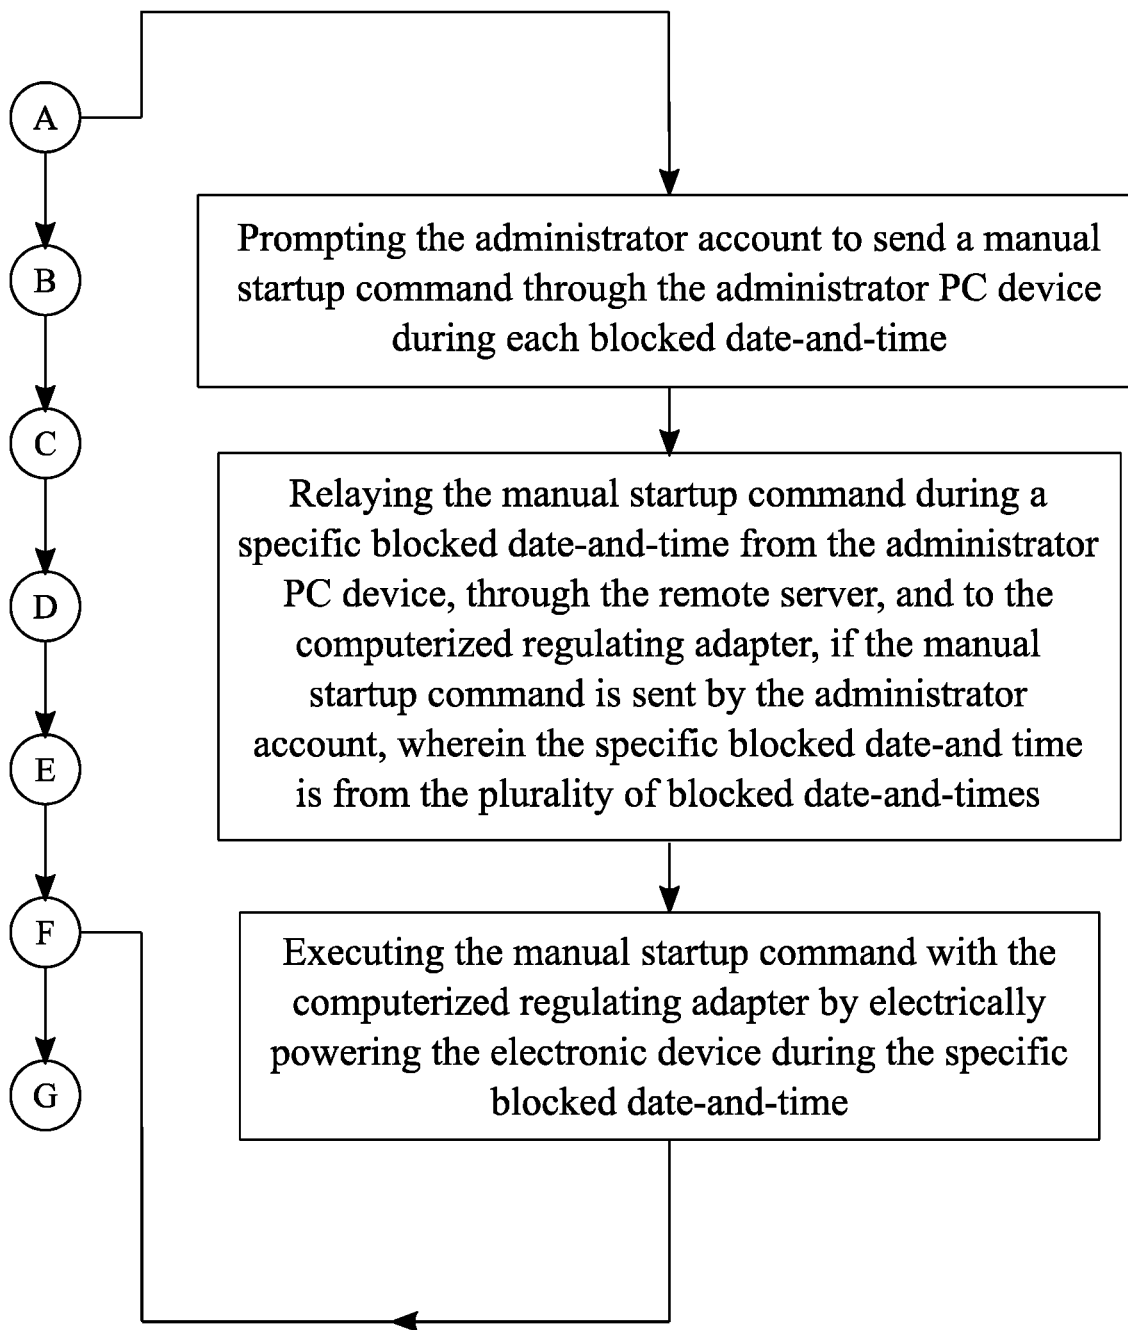 A
B
C
D
E
F
G
Prompting the administrator account to send a manual
startup command through the administrator PC device
during each blocked date-and-time
Relaying the manual startup command during a
specific blocked date-and-time from the administrator
PC device, through the remote server, and to the
computerized regulating adapter, if the manual
startup command is sent by the administrator
account, wherein the specific blocked date-and time
is from the plurality of blocked date-and-times
Executing the manual startup command with the
computerized regulating adapter by electrically
powering the electronic device during the specific
blocked date-and-time